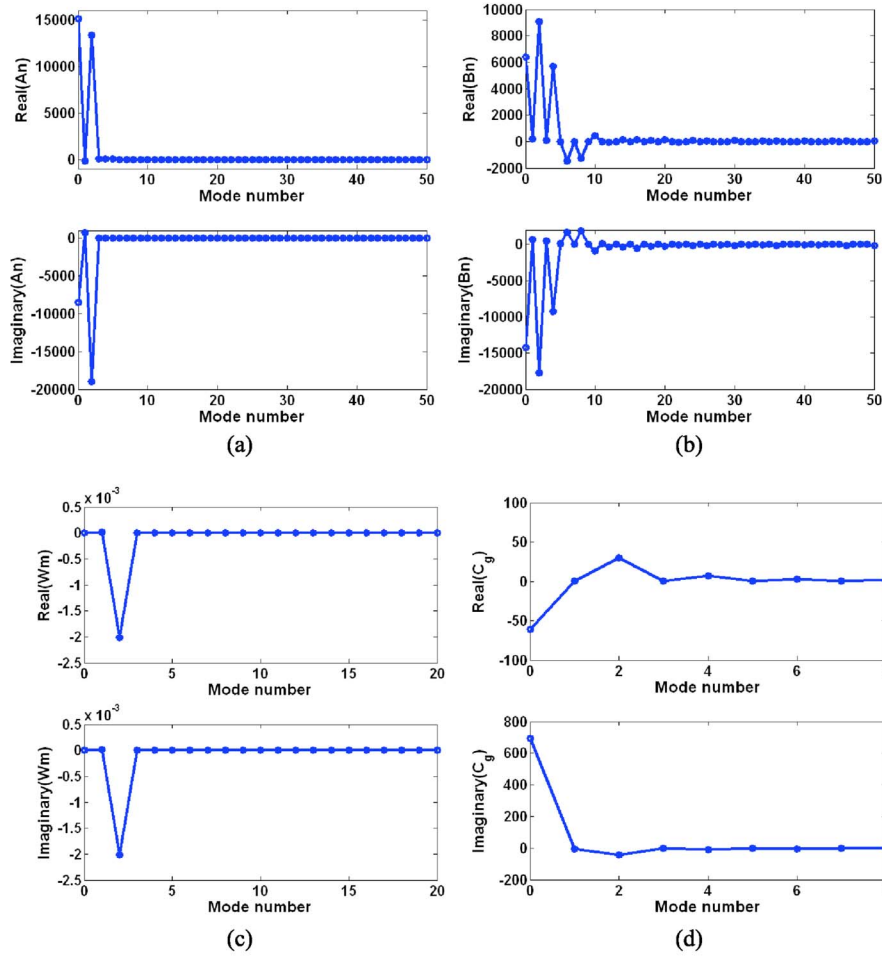 15000
10000
5000
0
Real(An)
0 10 20 30 40 50
Mode number
10000
8000
6000
4000
2000
0
-2000
Real(Bn)
0 10 20 30 40 50
Mode number
0
-5000
-10000
-15000
-20000
Imaginary(An)
0 10 20 30 40 50
Mode number
(a)
0
-5000
-10000
-15000
-20000
Imaginary(Bn)
0 10 20 30 40 50
Mode number
(b)
x 10⁻³
0.5
0
-0.5
-1
-1.5
-2
-2.5
Real(Wm)
0 5 10 15 20
Mode number
100
50
0
-50
-100
Real(C_g)
0 2 4 6
Mode number
x 10⁻³
0.5
0
-0.5
-1
-1.5
-2
-2.5
Imaginary(Wm)
0 5 10 15 20
Mode number
(c)
800
600
400
200
0
-200
Imaginary(C_g)
0 2 4 6
Mode number
(d)